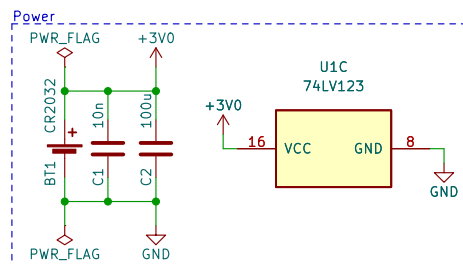 Power
PWR_FLAG
+3V0
CR2032
10n
100u
+
BT1
C1
C2
PWR_FLAG
GND
U1C
74LV123
+3V0
16
VCC
GND
8
GND